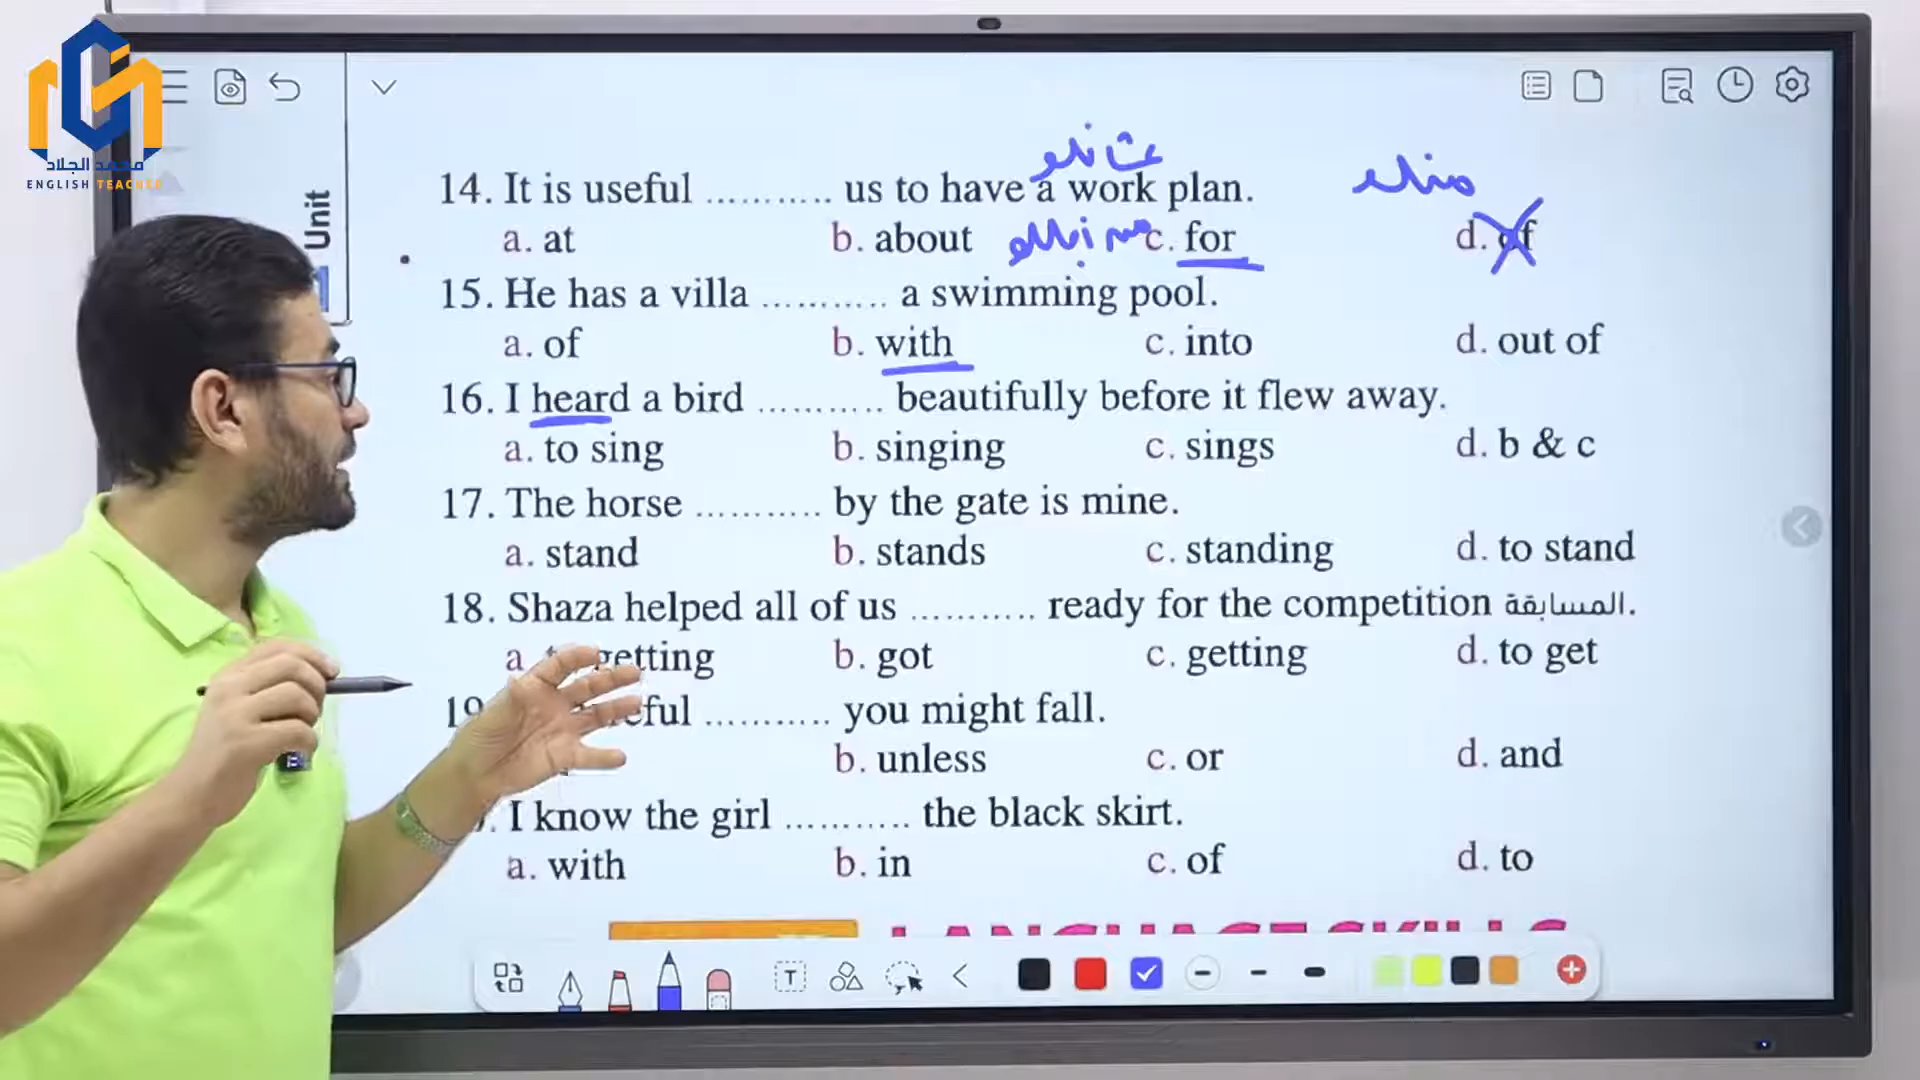 محمد الجلاد
ENGLISH TEACHER
Unit
14. It is useful ............ us to have a work plan.
a. at b. about c. for d. of
15. He has a villa ............ a swimming pool.
a. of b. with c. into d. out of
16. I heard a bird ............ beautifully before it flew away.
a. to sing b. singing c. sings d. b & c
17. The horse ............ by the gate is mine.
a. stand b. stands c. standing d. to stand
18. Shaza helped all of us ............ ready for the competition المسابقة.
a. getting b. got c. getting d. to get
19. ............ you might fall.
b. unless c. or d. and
I know the girl ............ the black skirt.
a. with b. in c. of d. to
LANGUAGE SKILLS